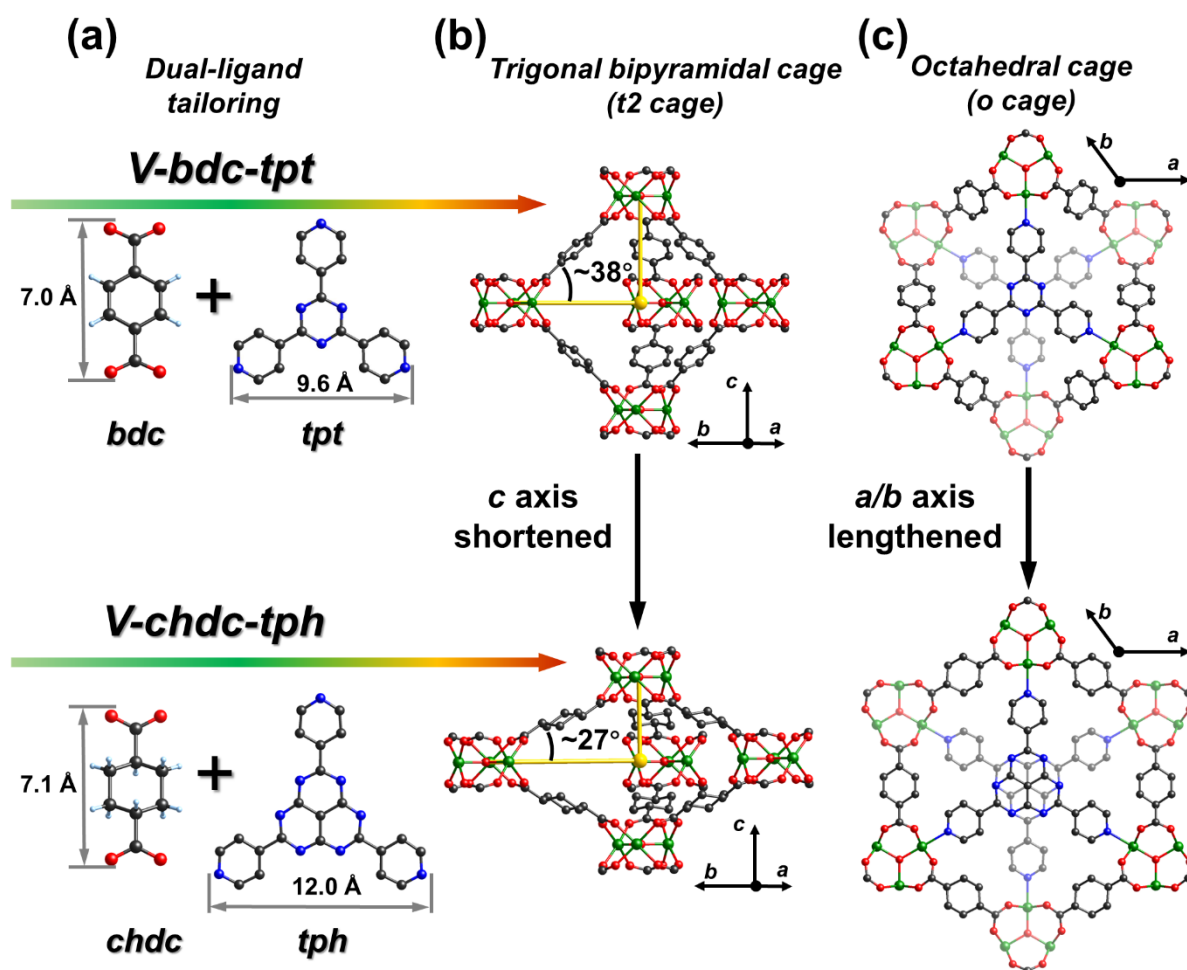 (a)
Dual-ligand
tailoring
(b)
Trigonal bipyramidal cage
(t2 cage)
(c)
Octahedral cage
(o cage)
V-bdc-tpt
7.0 Å
+
9.6 Å
bdc
tpt
~38°
c
b
a
b
a
c axis
shortened
a/b axis
lengthened
V-chdc-tph
7.1 Å
+
12.0 Å
chdc
tph
~27°
c
b
a
b
a